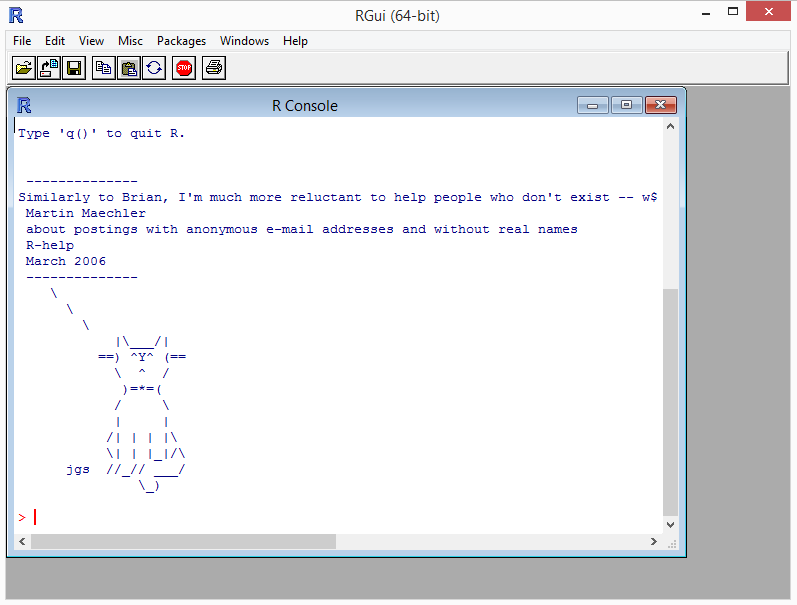 RGui (64-bit)
File Edit View Misc Packages Windows Help
STOP
R Console
Type 'q()' to quit R.
--------------
Similarly to Brian, I'm much more reluctant to help people who don't exist -- w$
Martin Maechler
about postings with anonymous e-mail addresses and without real names
R-help
March 2006
--------------
    \
      \
        \
            |\___/|
          ==) ^Y^ (==
            \  ^  /
             )=*=(
            /     \
            |     |
           /| | | |\
           \| | |_|/\
      jgs  //_// ___/
               \_)
>